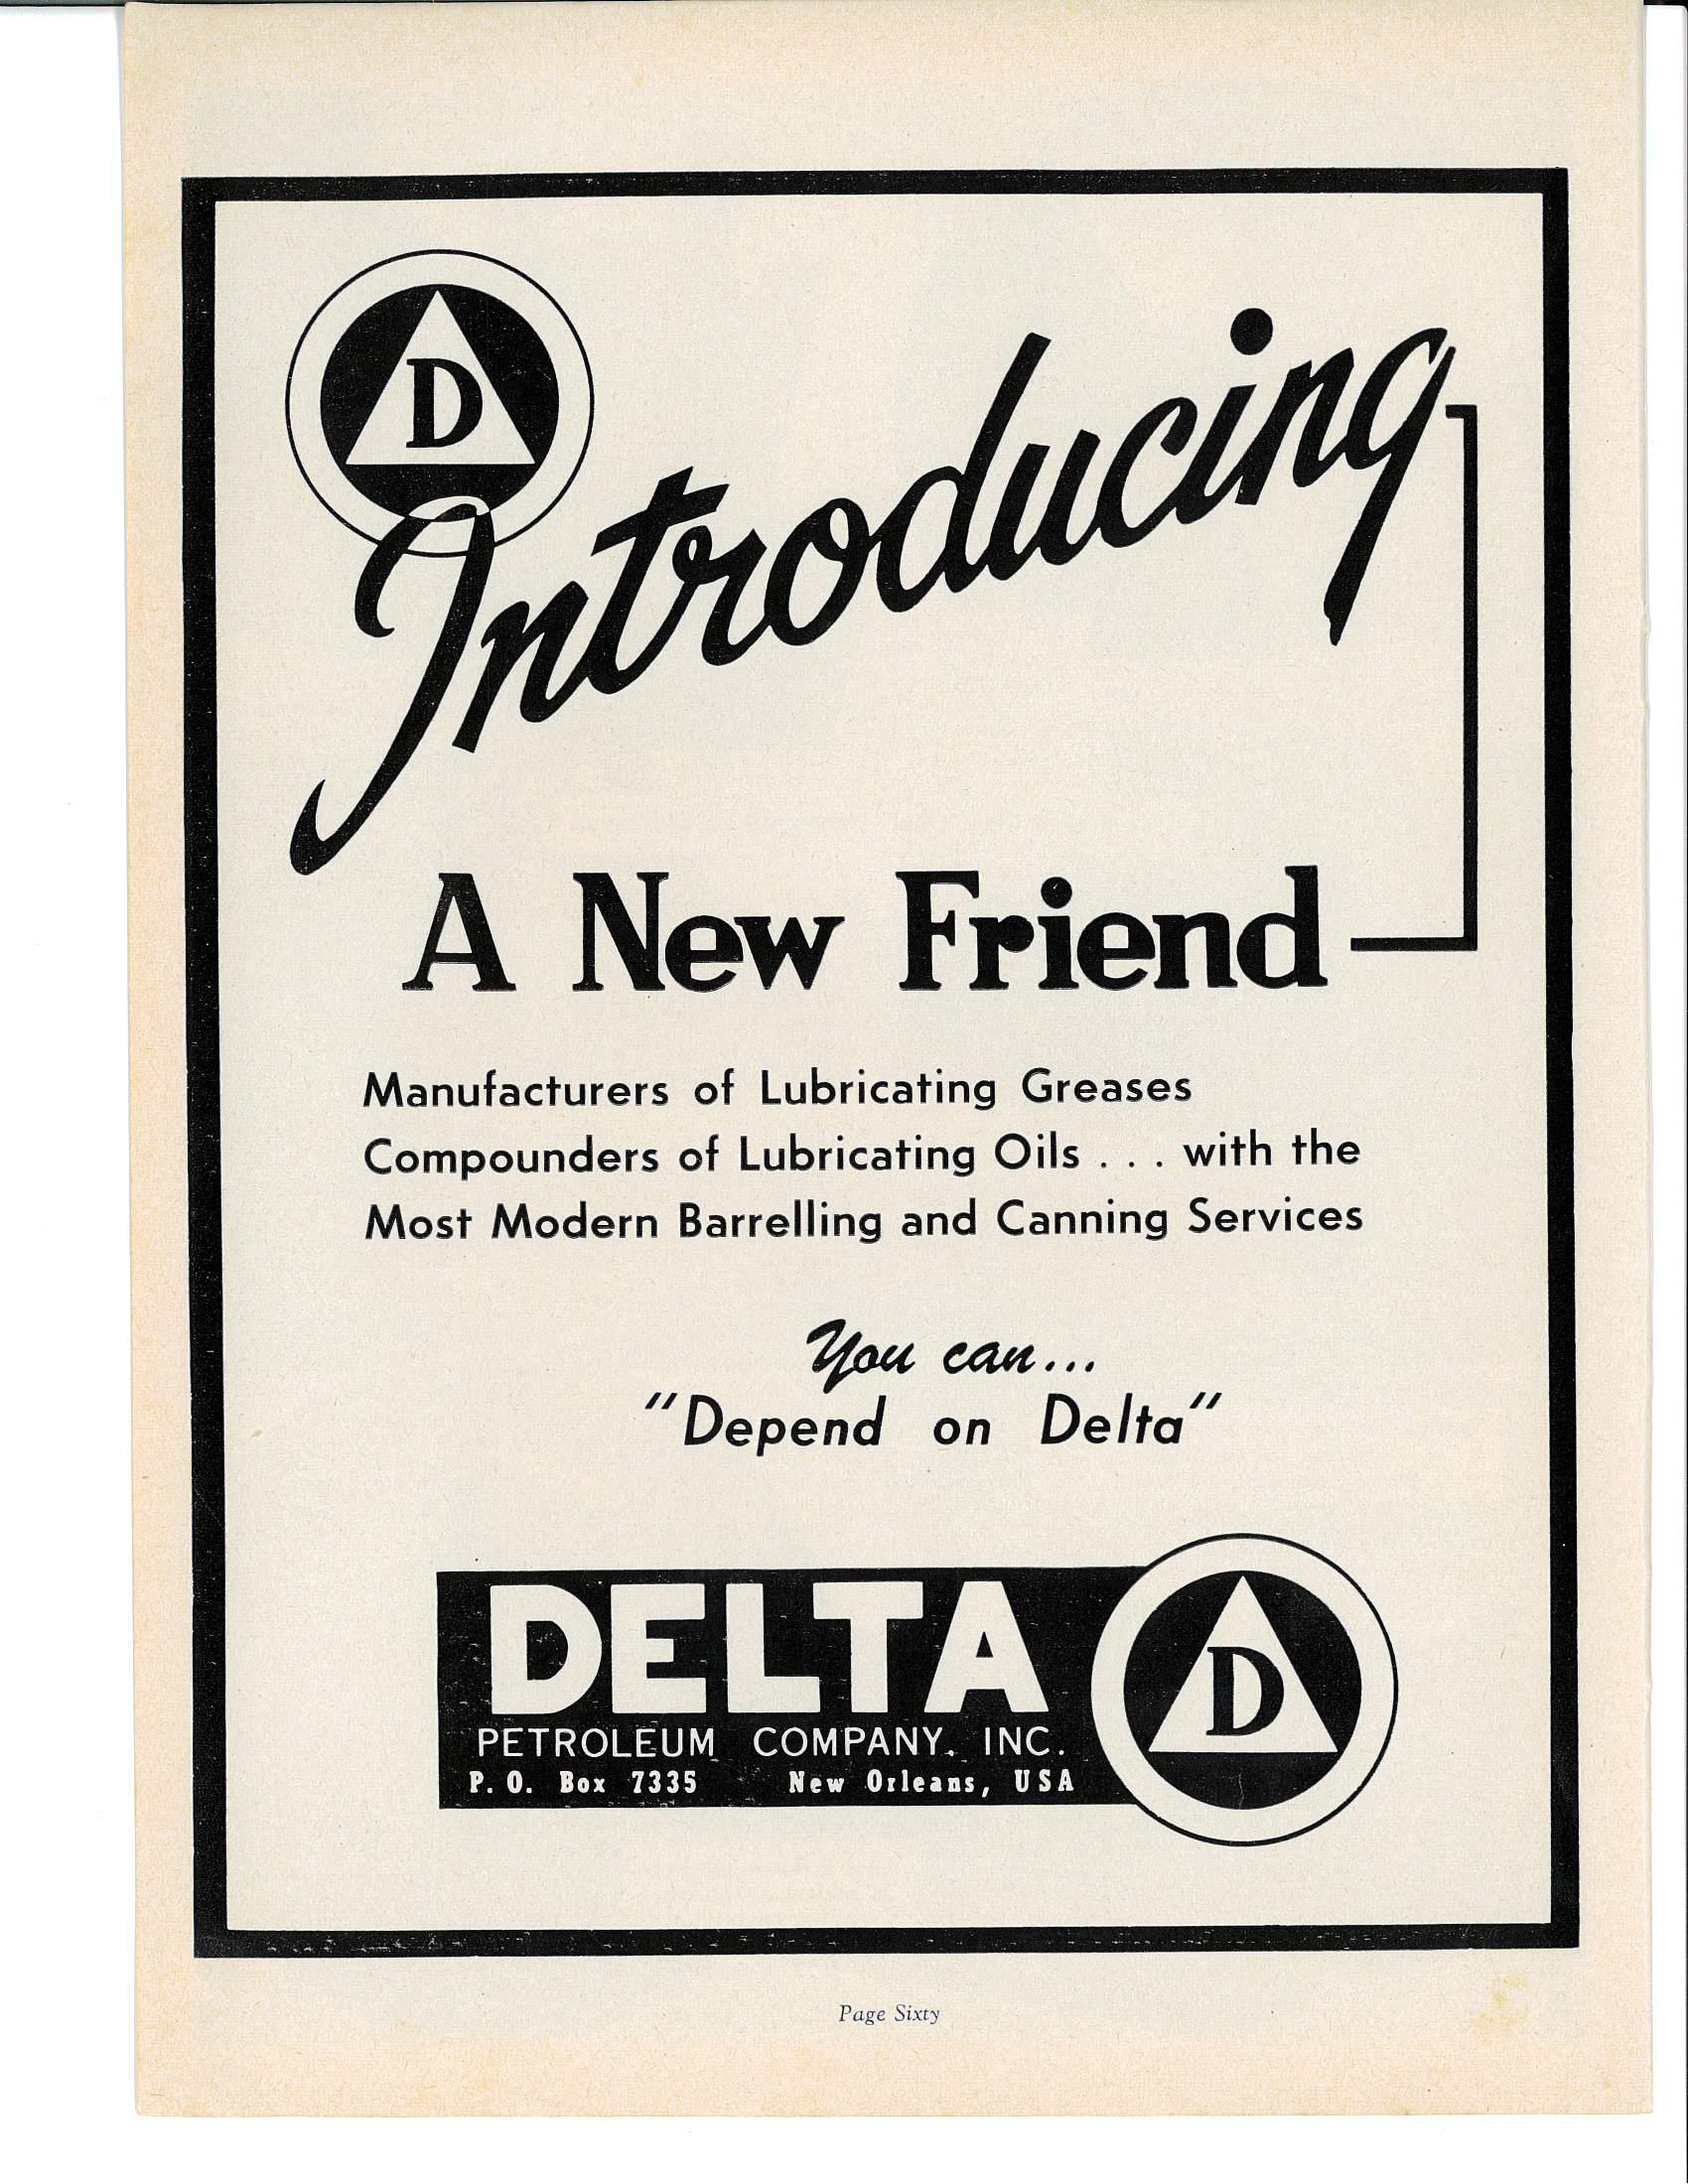 D
Introducing
A New Friend
Manufacturers of Lubricating Greases
Compounders of Lubricating Oils . . . with the
Most Modern Barrelling and Canning Services
You can...
"Depend on Delta"
DELTA
PETROLEUM COMPANY. INC.
P. O. Box 7335 New Orleans, USA
D
Page Sixty